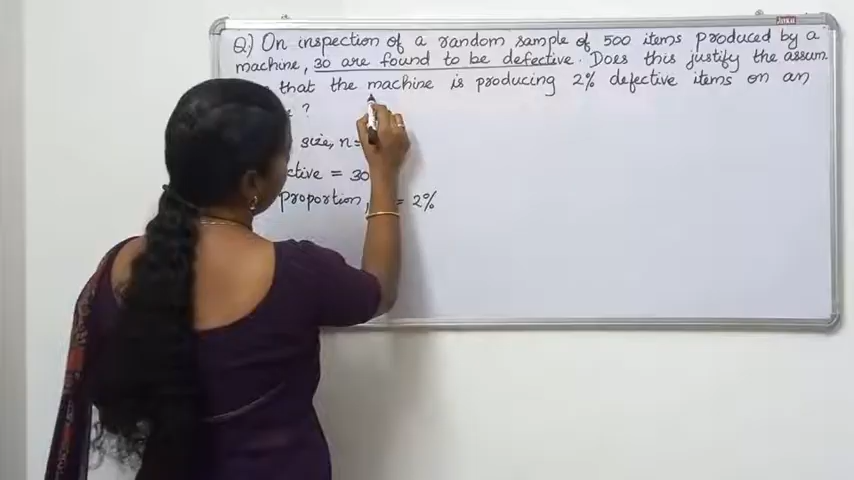 Q) On inspection of a random sample of 500 items produced by a
machine, 30 are found to be defective. Does this justify the assum
that the machine is producing 2% defective items on an
?
size, n =
ctive = 30
proportion, = 2%